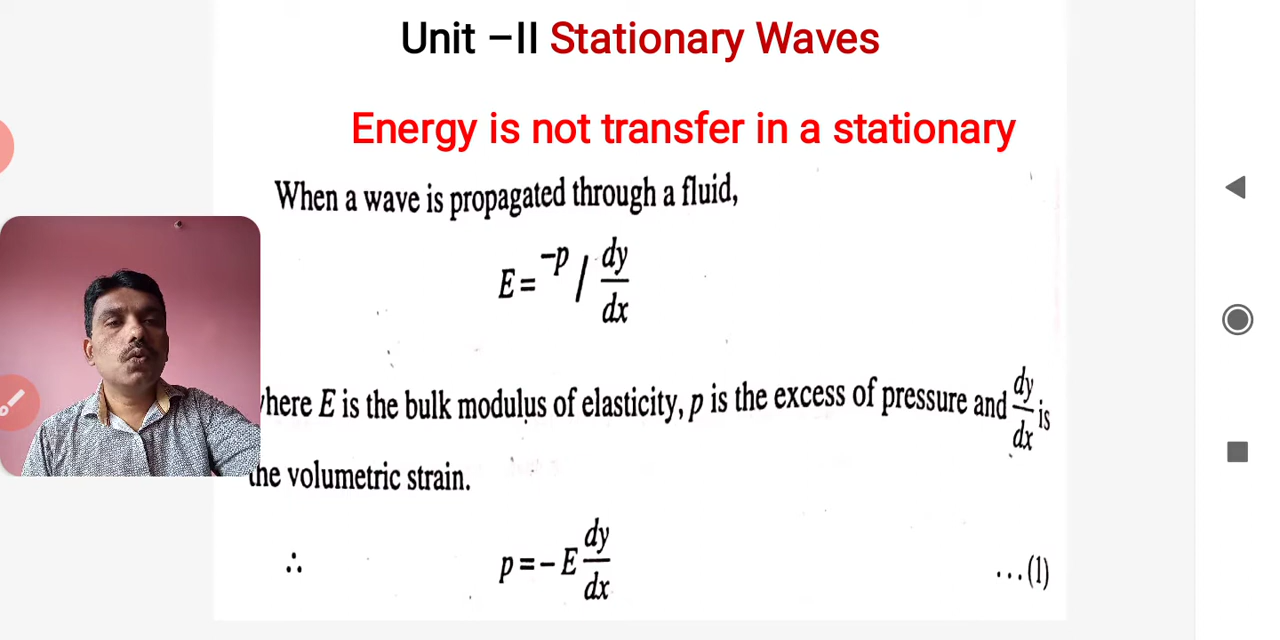 Unit –II Stationary Waves
Energy is not transfer in a stationary
When a wave is propagated through a fluid,
E = –p / dy/dx
here E is the bulk modulus of elasticity, p is the excess of pressure and dy/dx is
the volumetric strain.
∴ p = – E dy/dx ...(1)